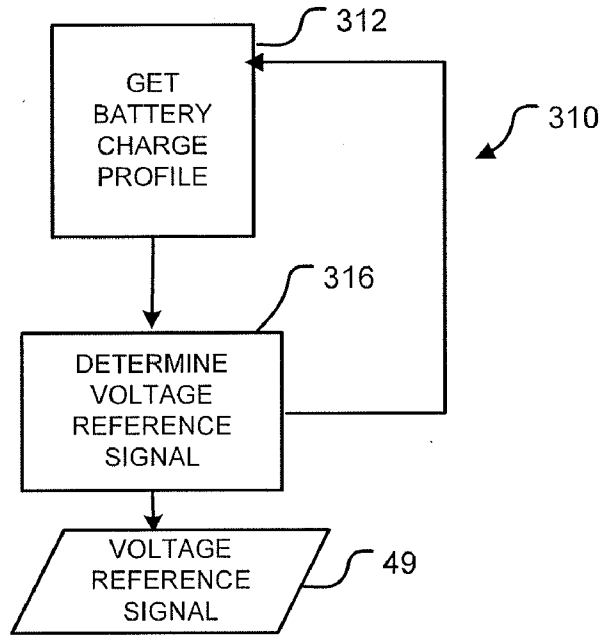 312
GET
BATTERY
CHARGE
PROFILE
310
316
DETERMINE
VOLTAGE
REFERENCE
SIGNAL
VOLTAGE
REFERENCE
SIGNAL
49